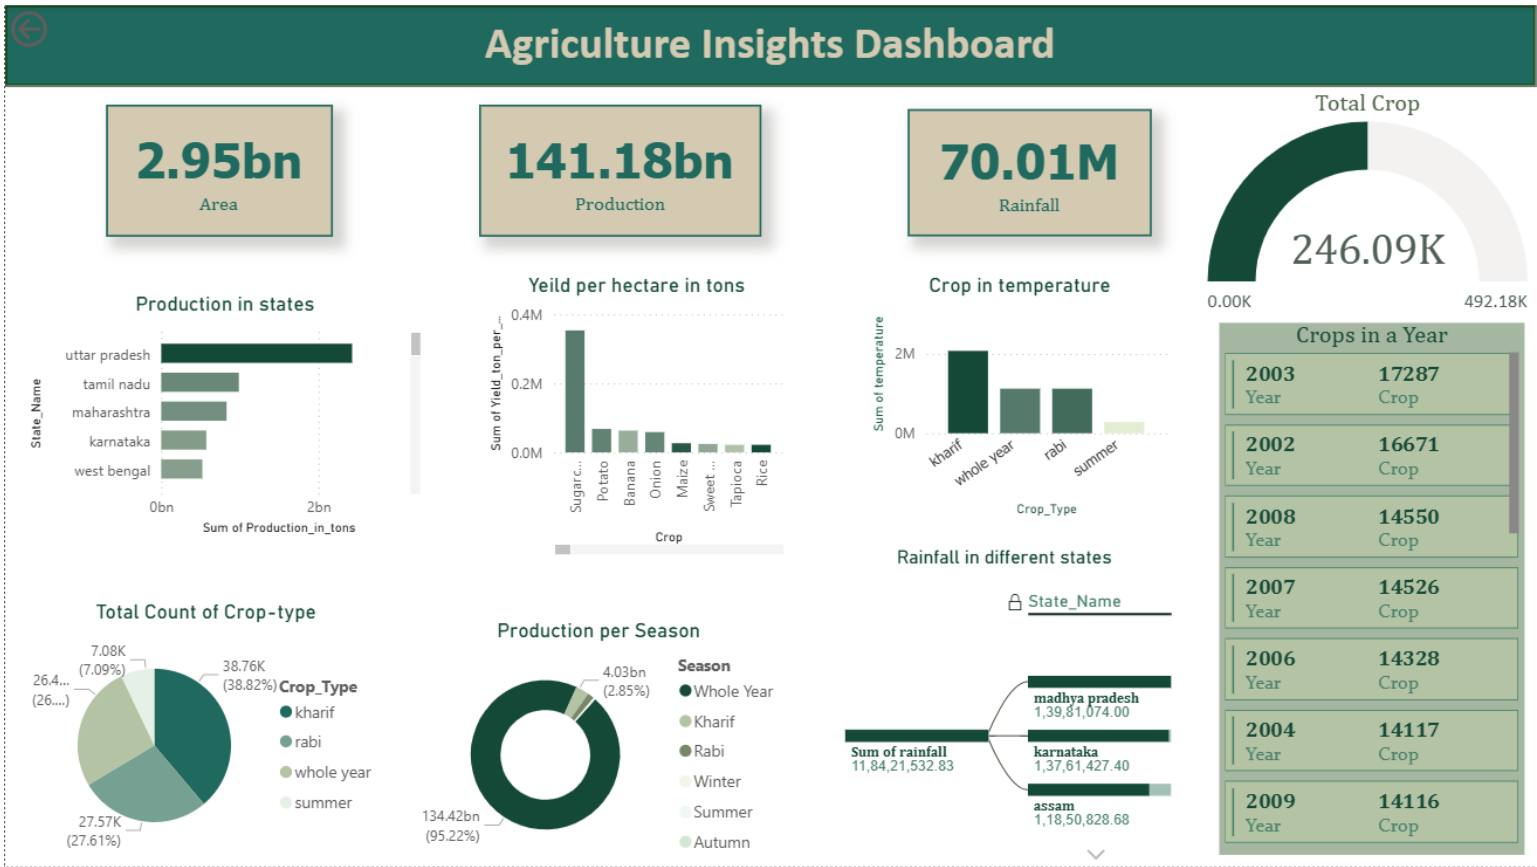 Agriculture Insights Dashboard
2.95bn
Area
141.18bn
Production
70.01M
Rainfall
Total Crop
246.09K
0.00K
492.18K
Production in states
State_Name
uttar pradesh
tamil nadu
maharashtra
karnataka
west bengal
0bn
2bn
Sum of Production_in_tons
Yeild per hectare in tons
Sum of Yield_ton_per_...
0.4M
0.2M
0.0M
Sugarc...
Potato
Banana
Onion
Maize
Sweet ...
Tapioca
Rice
Crop
Crop in temperature
Sum of temperature
2M
0M
kharif
whole year
rabi
summer
Crop_Type
Crops in a Year
2003 17287
Year Crop
2002 16671
Year Crop
2008 14550
Year Crop
2007 14526
Year Crop
2006 14328
Year Crop
2004 14117
Year Crop
2009 14116
Year Crop
Total Count of Crop-type
7.08K
(7.09%)
38.76K
(38.82%)
26.4...
(26....)
27.57K
(27.61%)
Crop_Type
kharif
rabi
whole year
summer
Production per Season
4.03bn
(2.85%)
134.42bn
(95.22%)
Season
Whole Year
Kharif
Rabi
Winter
Summer
Autumn
Rainfall in different states
State_Name
Sum of rainfall
11,84,21,532.83
madhya pradesh
1,39,81,074.00
karnataka
1,37,61,427.40
assam
1,18,50,828.68